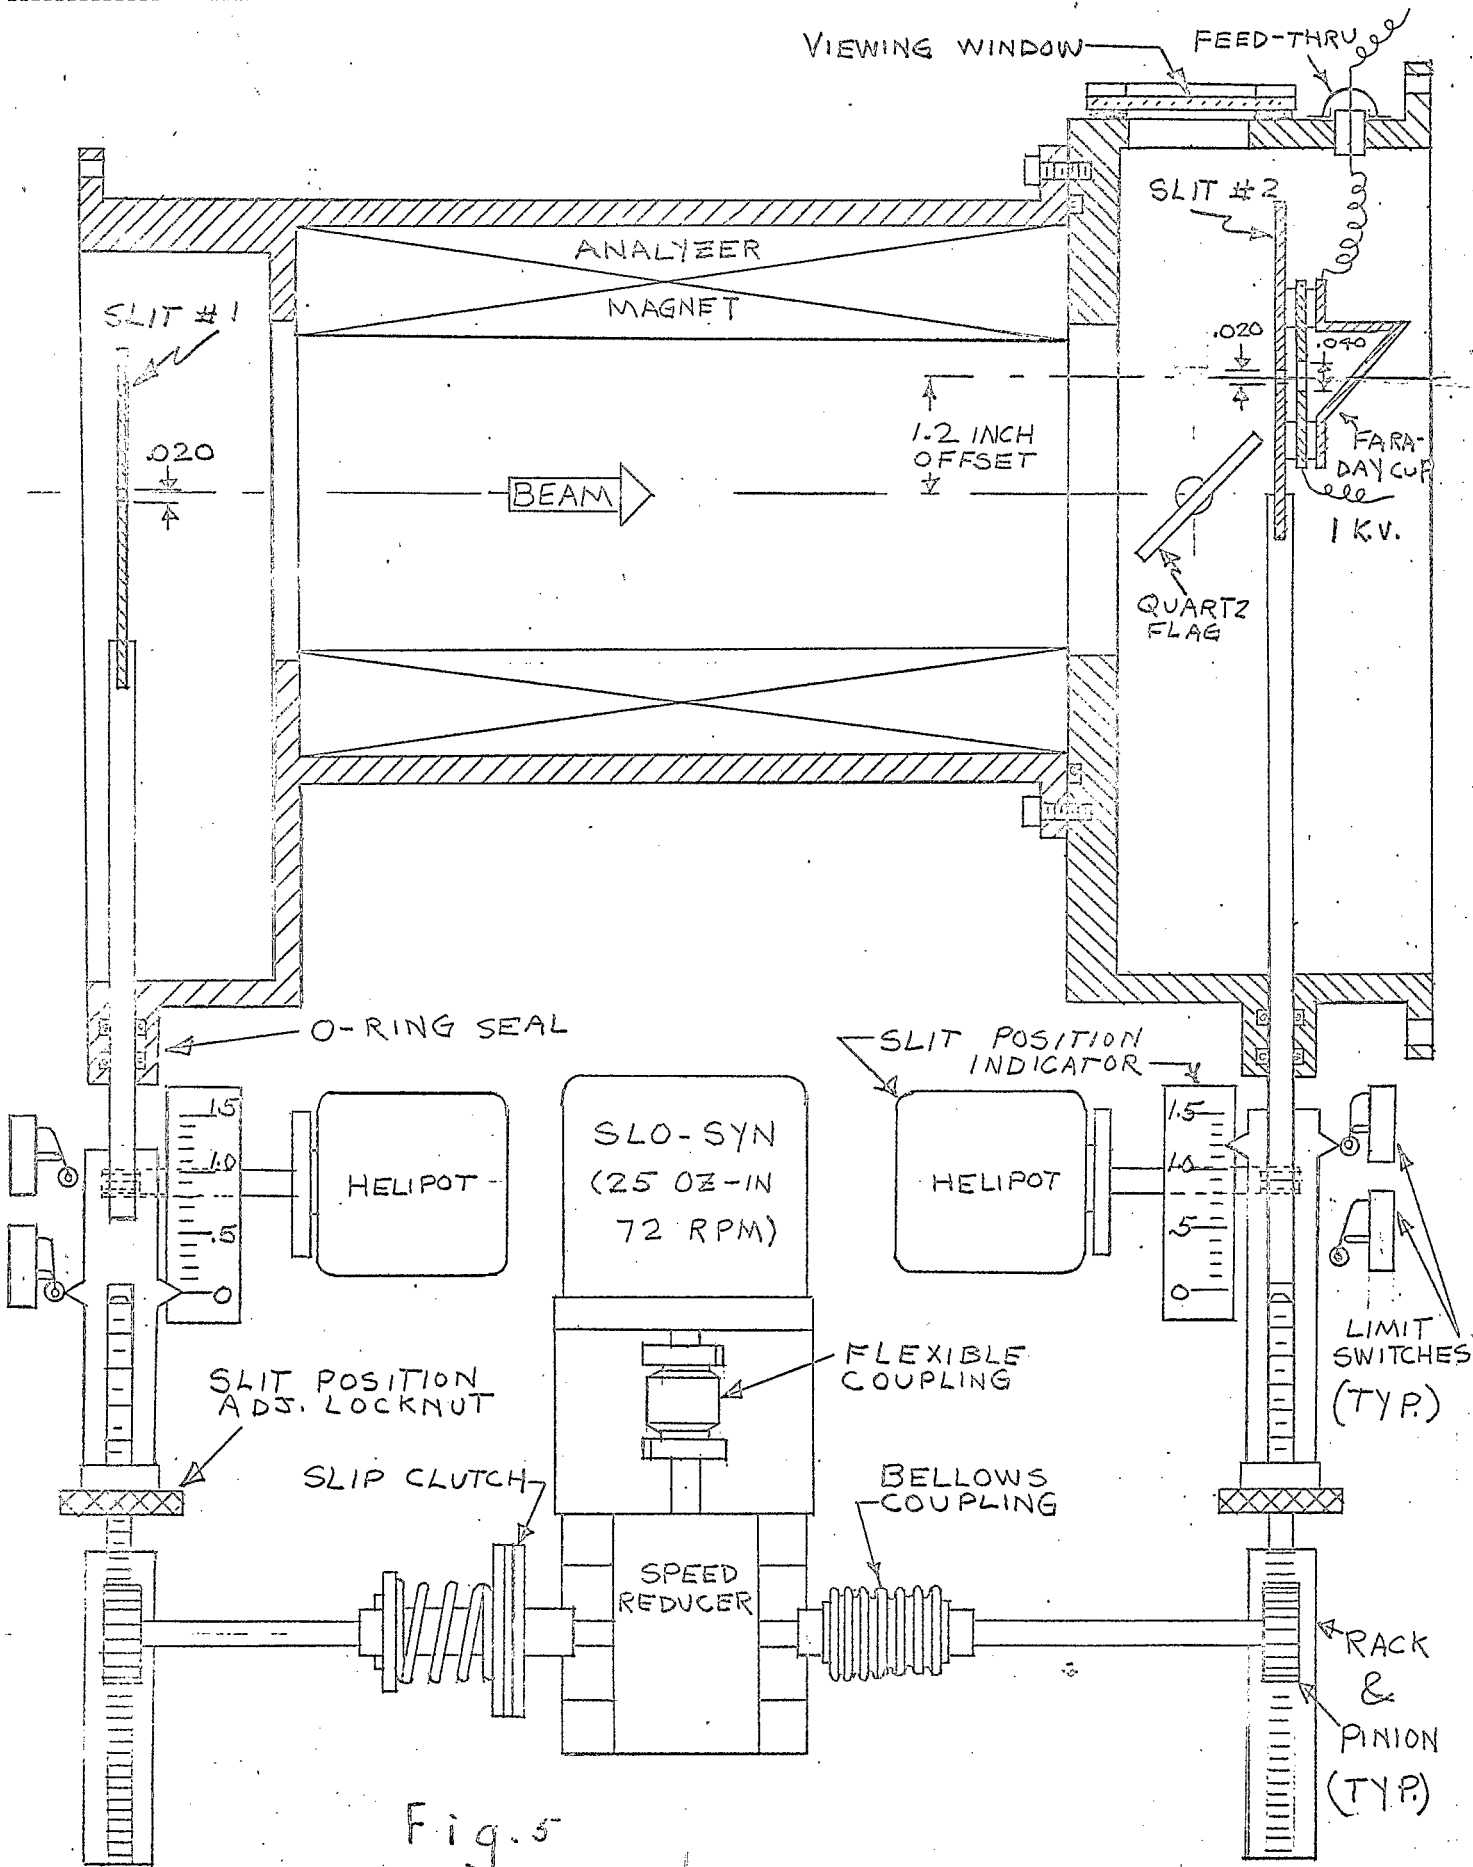 VIEWING WINDOW
FEED-THRU
SLIT #2
ANALYZER
MAGNET
SLIT #1
.020
.040
.020
1.2 INCH
OFFSET
BEAM
FARA-
DAY CUP
1 K.V.
QUARTZ
FLAG
O-RING SEAL
SLIT POSITION
INDICATOR
1.5
1.0
.5
0
HELIPOT
SLO-SYN
(25 OZ-IN
72 RPM)
HELIPOT
1.5
1.0
.5
0
LIMIT
SWITCHES
(TYP.)
FLEXIBLE
COUPLING
SLIT POSITION
ADJ. LOCKNUT
SLIP CLUTCH
BELLOWS
COUPLING
SPEED
REDUCER
RACK
&
PINION
(TYP.)
Fig. 5